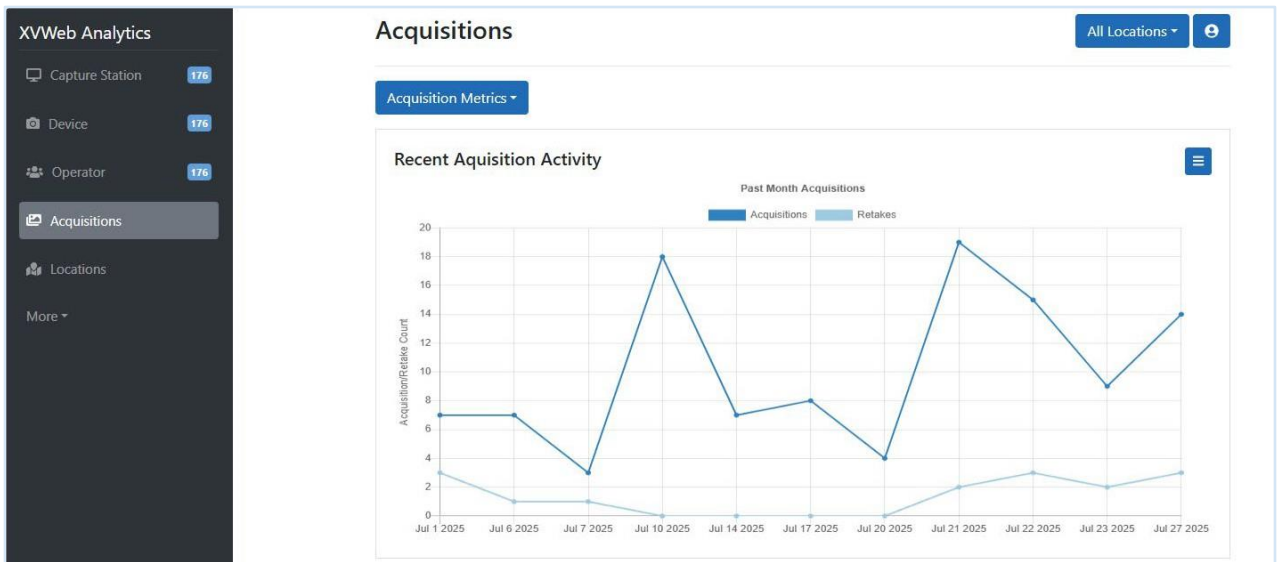 XVWeb Analytics
Capture Station 176
Device 176
Operator 176
Acquisitions
Locations
More
Acquisitions
All Locations
Acquisition Metrics
Recent Aquisition Activity
Past Month Acquisitions
Acquisitions Retakes
Acquisition/Retake Count
20
18
16
14
12
10
8
6
4
2
0
Jul 1 2025 Jul 6 2025 Jul 7 2025 Jul 10 2025 Jul 14 2025 Jul 17 2025 Jul 20 2025 Jul 21 2025 Jul 22 2025 Jul 23 2025 Jul 27 2025